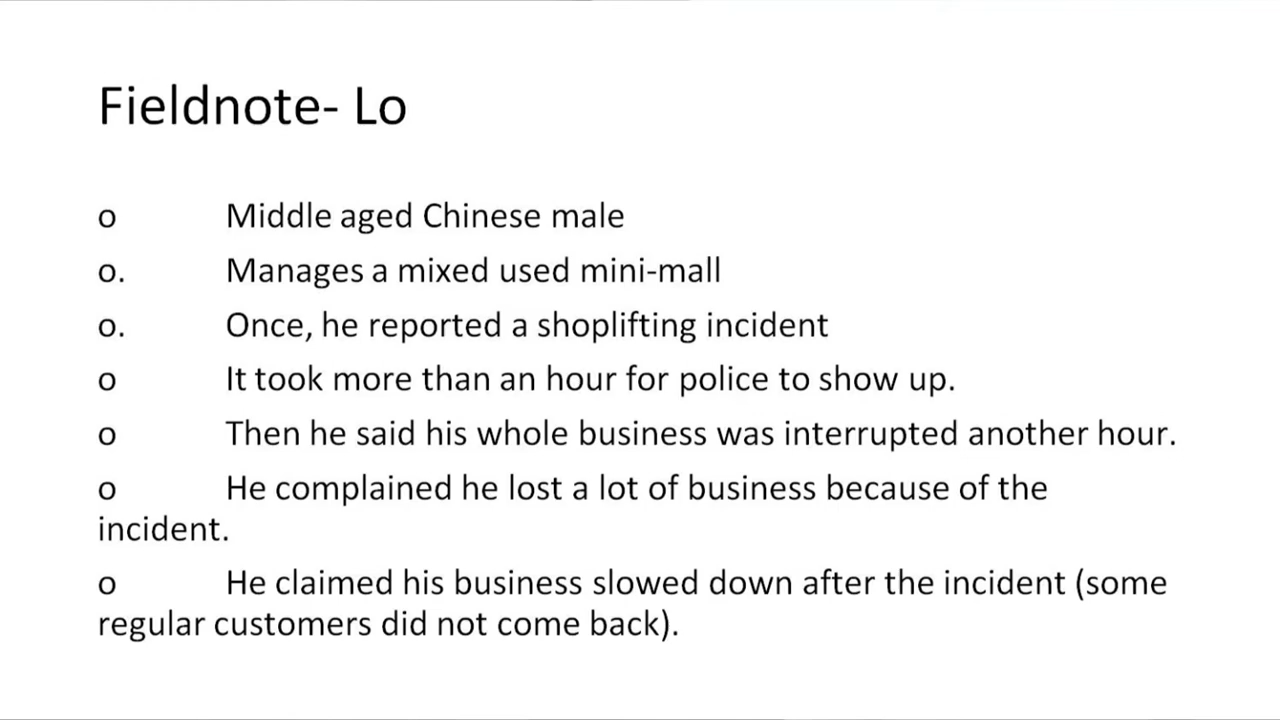 Fieldnote- Lo
o Middle aged Chinese male
o. Manages a mixed used mini-mall
o. Once, he reported a shoplifting incident
o It took more than an hour for police to show up.
o Then he said his whole business was interrupted another hour.
o He complained he lost a lot of business because of the
incident.
o He claimed his business slowed down after the incident (some
regular customers did not come back).